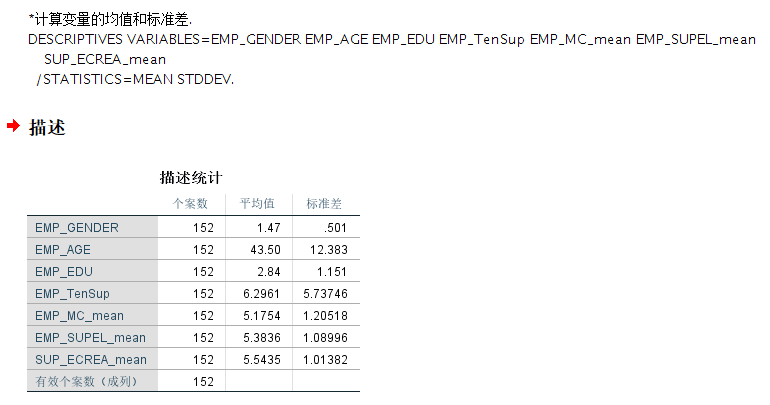 *计算变量的均值和标准差.
DESCRIPTIVES VARIABLES=EMP_GENDER EMP_AGE EMP_EDU EMP_TenSup EMP_MC_mean EMP_SUPEL_mean
SUP_ECREA_mean
/STATISTICS=MEAN STDDEV.
描述
描述统计
个案数 平均值 标准差
EMP_GENDER 152 1.47 .501
EMP_AGE 152 43.50 12.383
EMP_EDU 152 2.84 1.151
EMP_TenSup 152 6.2961 5.73746
EMP_MC_mean 152 5.1754 1.20518
EMP_SUPEL_mean 152 5.3836 1.08996
SUP_ECREA_mean 152 5.5435 1.01382
有效个案数（成列） 152